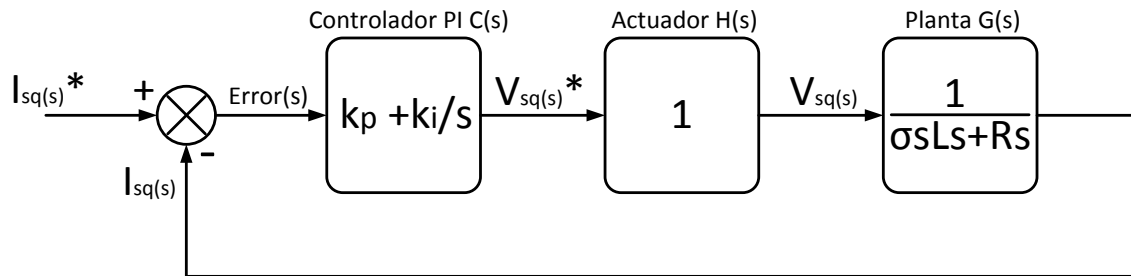 Controlador PI C(s)
Actuador H(s)
Planta G(s)
Isq(s)*
+
Error(s)
kp +ki/s
Vsq(s)*
1
Vsq(s)
1
σsLs+Rs
-
Isq(s)